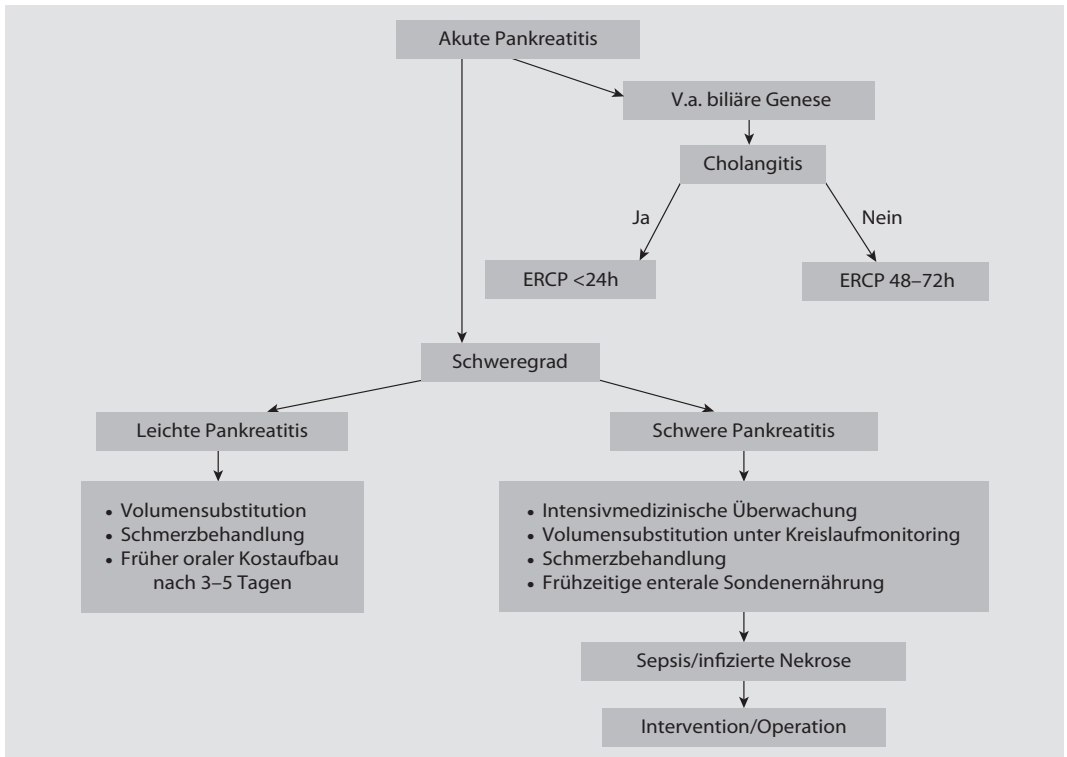 Akute Pankreatitis
V.a. biliäre Genese
Cholangitis
Ja
Nein
ERCP <24h
ERCP 48–72h
Schweregrad
Leichte Pankreatitis
Schwere Pankreatitis
• Volumensubstitution
• Schmerzbehandlung
• Früher oraler Kostaufbau
nach 3–5 Tagen
• Intensivmedizinische Überwachung
• Volumensubstitution unter Kreislaufmonitoring
• Schmerzbehandlung
• Frühzeitige enterale Sondenernährung
Sepsis/infizierte Nekrose
Intervention/Operation